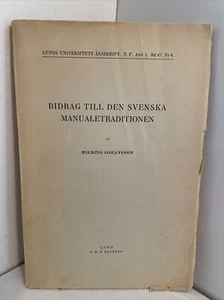 LUNDS UNIVERSITETS ÅRSSKRIFT. N. F. Avd. 1. Bd 47. Nr 6.
BIDRAG TILL DEN SVENSKA
MANUALETRADITIONEN
AV
HILDING JOHANSSON
LUND
C. W. K. GLEERUP